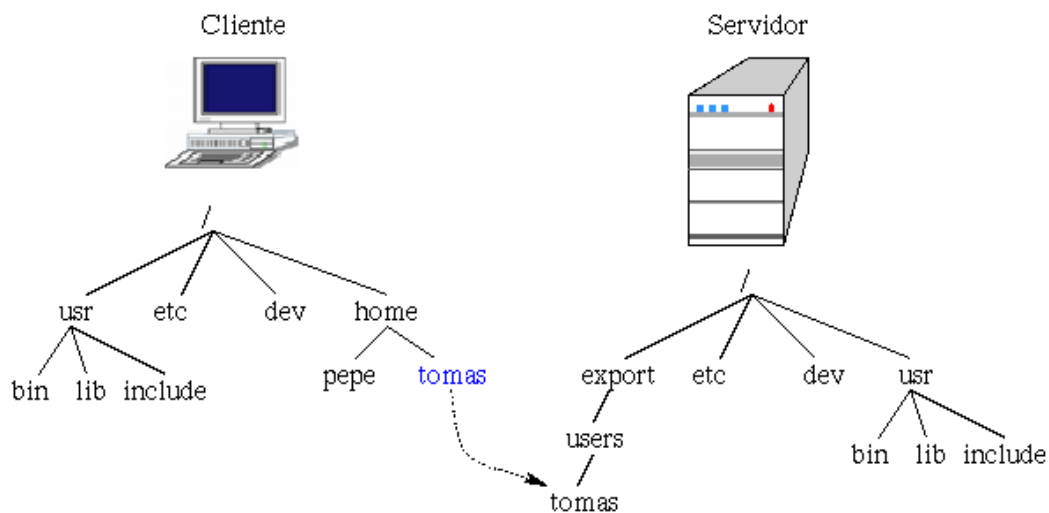 Cliente
Servidor
/
usr etc dev home
bin lib include
pepe tomas
/
export etc dev usr
users
bin lib include
tomas